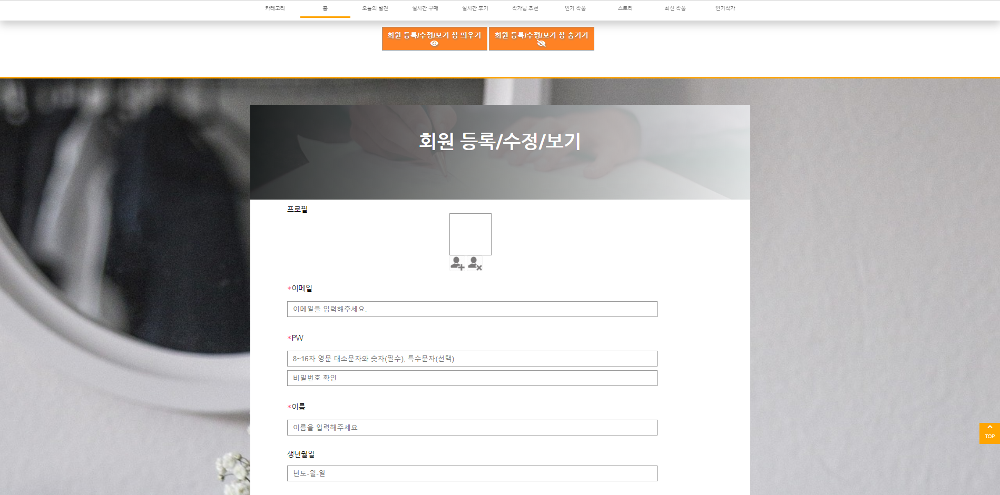 카테고리 홈 오늘의 발견 실시간 구매 실시간 후기 작가님 추천 인기 작품 스토리 최신 작품 인기작가
회원 등록/수정/보기 창 띄우기 회원 등록/수정/보기 창 숨기기
회원 등록/수정/보기
프로필
*이메일
이메일을 입력해주세요.
*PW
8~16자 영문 대소문자와 숫자(필수), 특수문자(선택)
비밀번호 확인
*이름
이름을 입력해주세요.
TOP
생년월일
년도-월-일